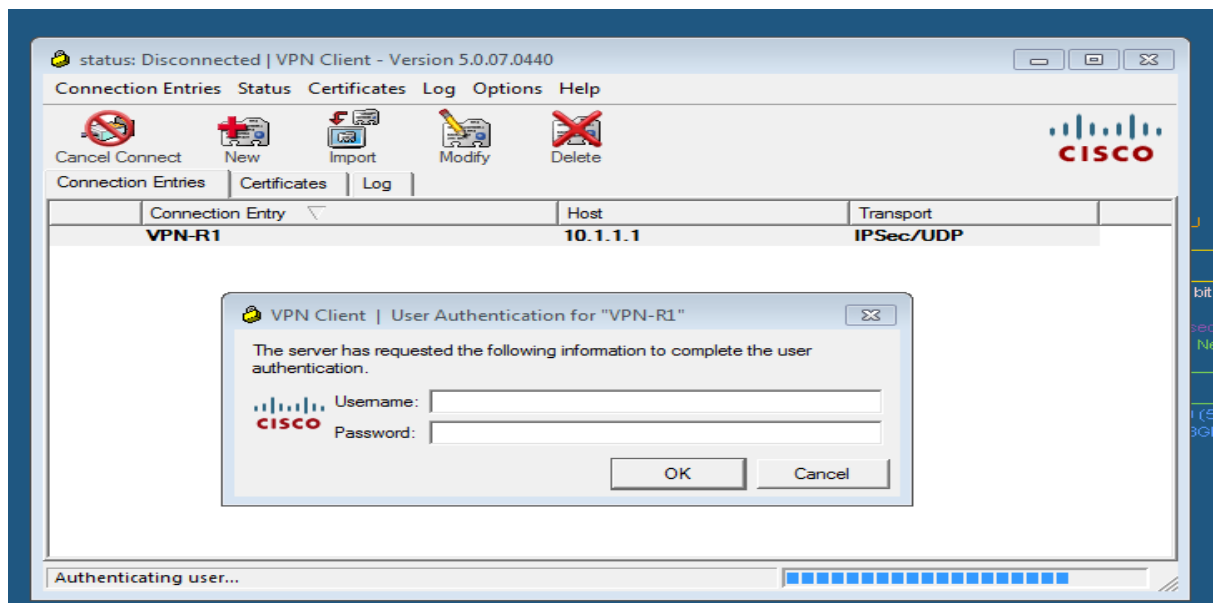 status: Disconnected | VPN Client - Version 5.0.07.0440
Connection Entries Status Certificates Log Options Help
Cancel Connect New Import Modify Delete
CISCO
Connection Entries Certificates Log
Connection Entry Host Transport
VPN-R1 10.1.1.1 IPSec/UDP
VPN Client | User Authentication for "VPN-R1"
The server has requested the following information to complete the user
authentication.
Username:
CISCO
Password:
OK Cancel
Authenticating user...
bit